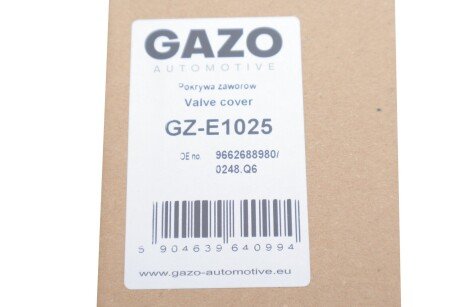 GAZO
AUTOMOTIVE
Pokrywa zaworów
Valve cover
GZ-E1025
OE no. 9662688980/
0248.Q6
5 904639 640994
www.gazo-automotive.eu